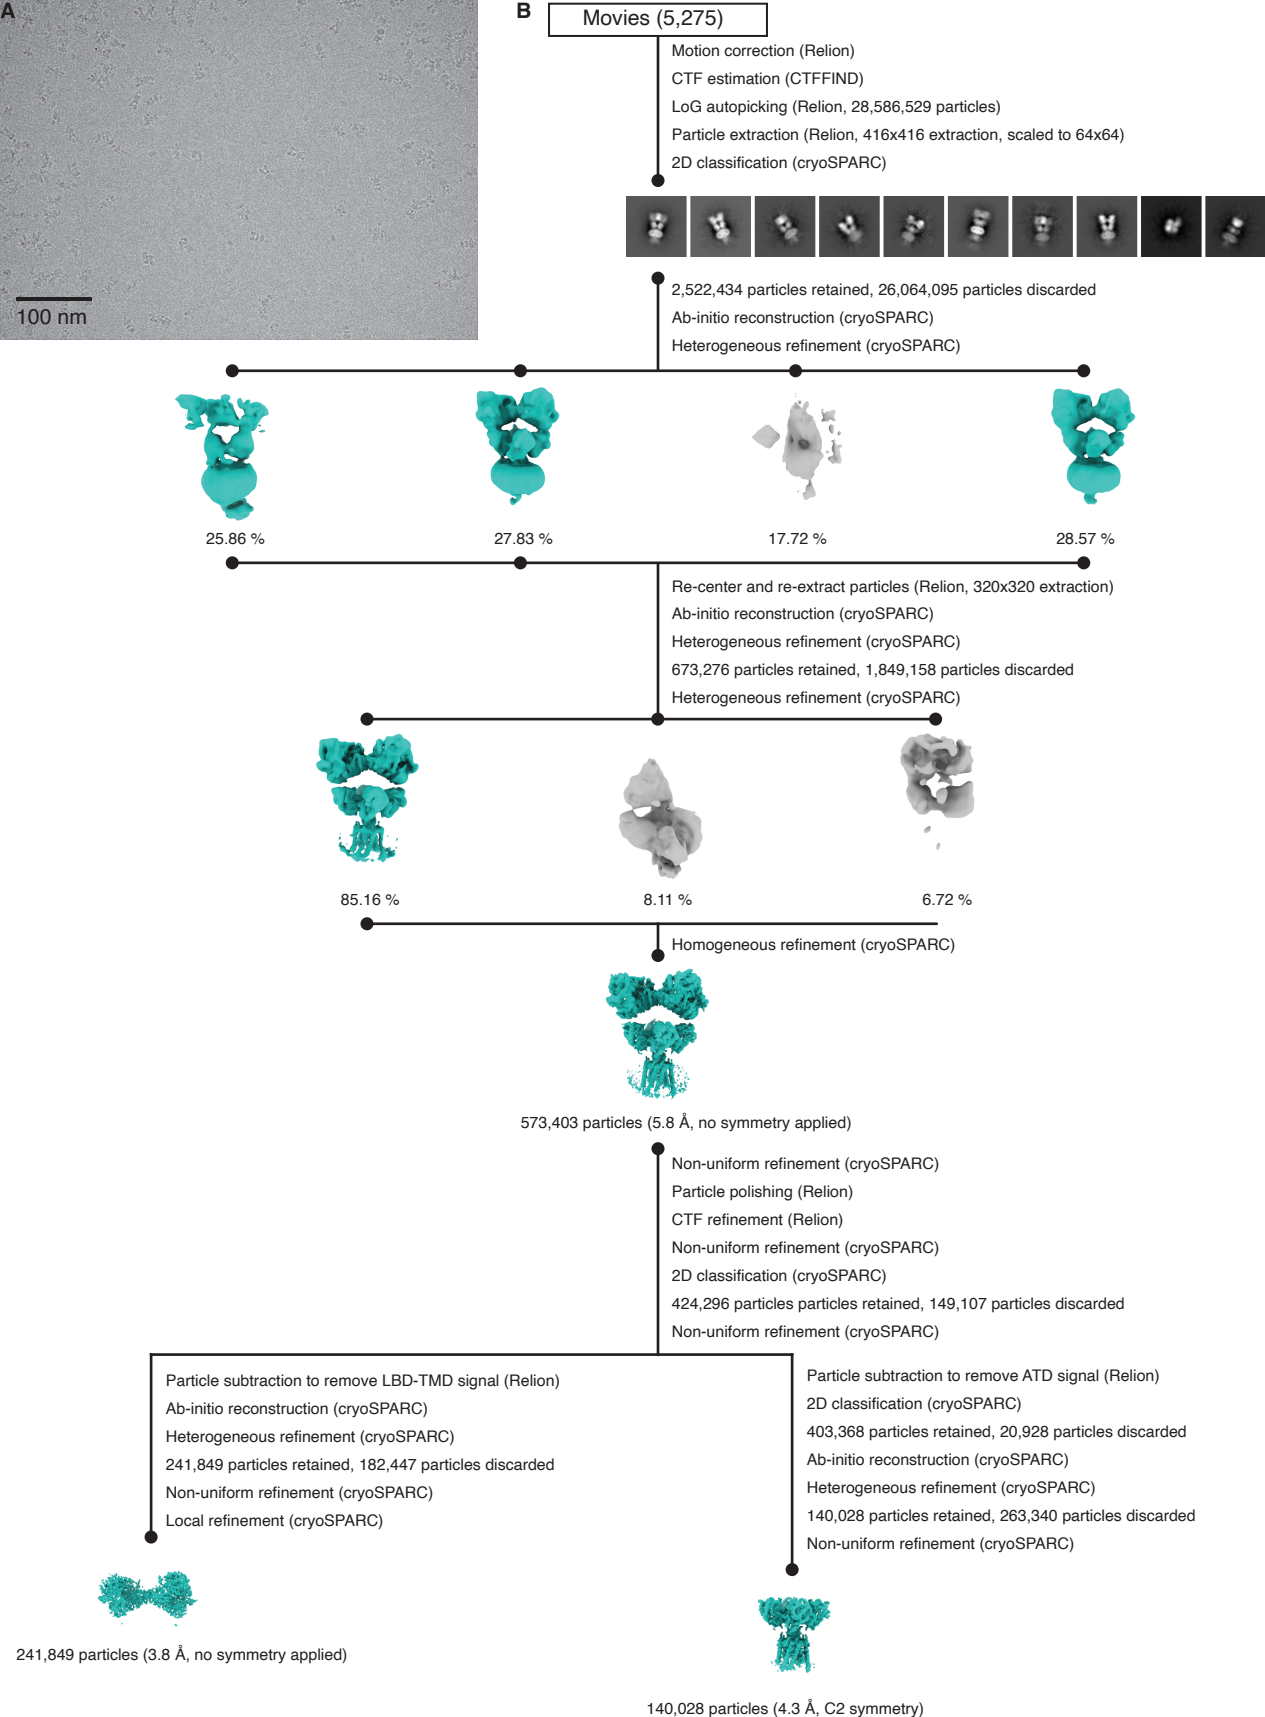 A
100 nm
B
Movies (5,275)
Motion correction (Relion)
CTF estimation (CTFFIND)
LoG autopicking (Relion, 28,586,529 particles)
Particle extraction (Relion, 416x416 extraction, scaled to 64x64)
2D classification (cryoSPARC)
2,522,434 particles retained, 26,064,095 particles discarded
Ab-initio reconstruction (cryoSPARC)
Heterogeneous refinement (cryoSPARC)
25.86 %
27.83 %
17.72 %
28.57 %
Re-center and re-extract particles (Relion, 320x320 extraction)
Ab-initio reconstruction (cryoSPARC)
Heterogeneous refinement (cryoSPARC)
673,276 particles retained, 1,849,158 particles discarded
Heterogeneous refinement (cryoSPARC)
85.16 %
8.11 %
6.72 %
Homogeneous refinement (cryoSPARC)
573,403 particles (5.8 Å, no symmetry applied)
Non-uniform refinement (cryoSPARC)
Particle polishing (Relion)
CTF refinement (Relion)
Non-uniform refinement (cryoSPARC)
2D classification (cryoSPARC)
424,296 particles particles retained, 149,107 particles discarded
Non-uniform refinement (cryoSPARC)
Particle subtraction to remove LBD-TMD signal (Relion)
Ab-initio reconstruction (cryoSPARC)
Heterogeneous refinement (cryoSPARC)
241,849 particles retained, 182,447 particles discarded
Non-uniform refinement (cryoSPARC)
Local refinement (cryoSPARC)
241,849 particles (3.8 Å, no symmetry applied)
Particle subtraction to remove ATD signal (Relion)
2D classification (cryoSPARC)
403,368 particles retained, 20,928 particles discarded
Ab-initio reconstruction (cryoSPARC)
Heterogeneous refinement (cryoSPARC)
140,028 particles retained, 263,340 particles discarded
Non-uniform refinement (cryoSPARC)
140,028 particles (4.3 Å, C2 symmetry)